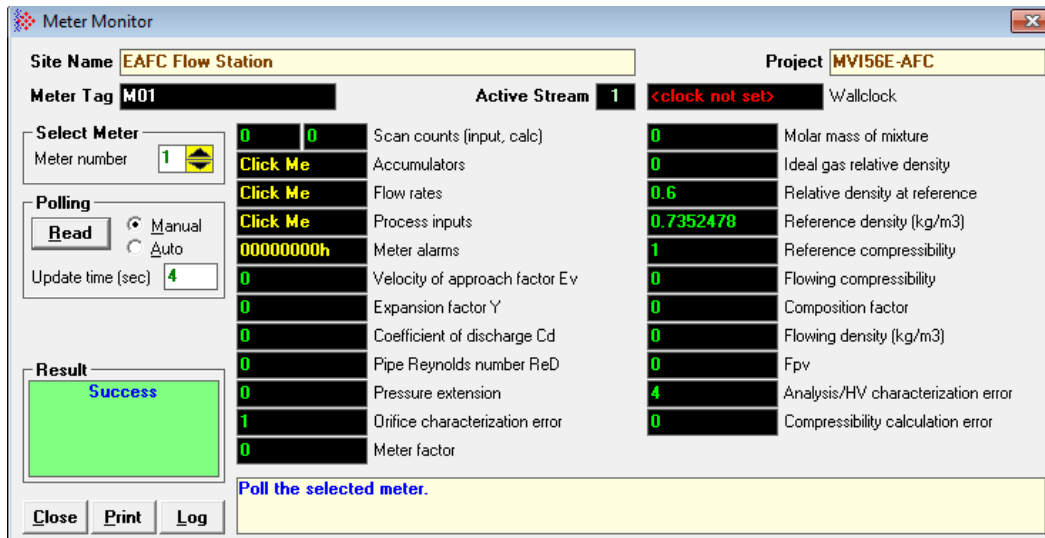 Meter Monitor
Site Name EAFC Flow Station Project MVI56E-AFC
Meter Tag M01 Active Stream 1 <clock not set> Wallclock
Select Meter
Meter number 1
Polling
Read Manual
Auto
Update time (sec) 4
Result
Success
Close Print Log
0 0 Scan counts (input, calc)
Click Me Accumulators
Click Me Flow rates
Click Me Process inputs
00000000h Meter alarms
0 Velocity of approach factor Ev
0 Expansion factor Y
0 Coefficient of discharge Cd
0 Pipe Reynolds number ReD
0 Pressure extension
1 Orifice characterization error
0 Meter factor
0 Molar mass of mixture
0 Ideal gas relative density
0.6 Relative density at reference
0.7352478 Reference density (kg/m3)
1 Reference compressibility
0 Flowing compressibility
0 Composition factor
0 Flowing density (kg/m3)
0 Fpv
4 Analysis/HV characterization error
0 Compressibility calculation error
Poll the selected meter.